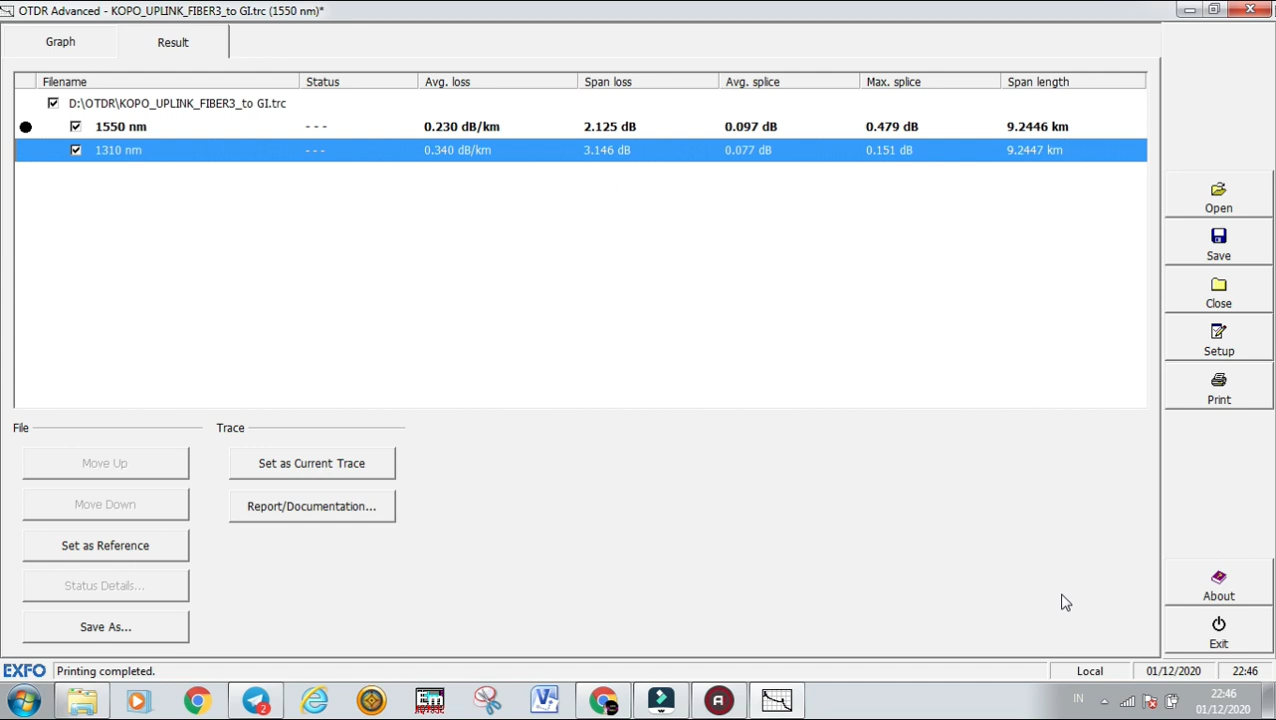 OTDR Advanced - KOPO_UPLINK_FIBER3_to GI.trc (1550 nm)*
Graph Result
Filename Status Avg. loss Span loss Avg. splice Max. splice Span length
D:\OTDR\KOPO_UPLINK_FIBER3_to GI.trc
1550 nm --- 0.230 dB/km 2.125 dB 0.097 dB 0.479 dB 9.2446 km
1310 nm --- 0.340 dB/km 3.146 dB 0.077 dB 0.151 dB 9.2447 km
Open
Save
Close
Setup
Print
File Trace
Move Up Set as Current Trace
Move Down Report/Documentation...
Set as Reference
Status Details...
Save As...
About
Exit
EXFO Printing completed. Local 01/12/2020 22:46
2 A IN 22:46
01/12/2020